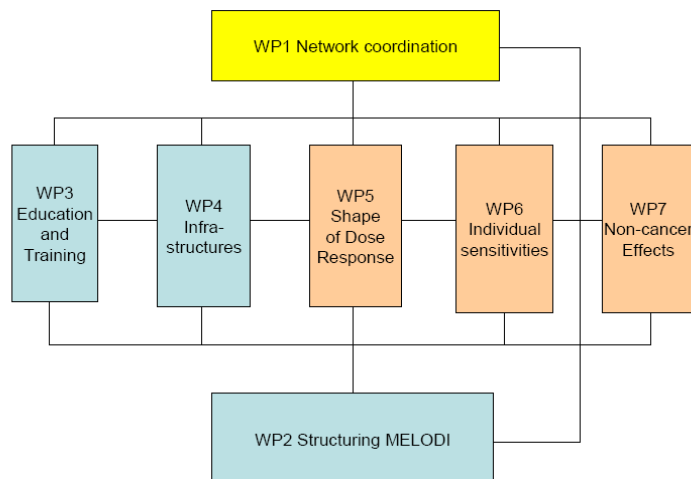 WP1 Network coordination
WP3
Education
and
Training
WP4
Infra-
structures
WP5
Shape
of Dose
Response
WP6
Individual
sensitivities
WP7
Non-cancer
Effects
WP2 Structuring MELODI